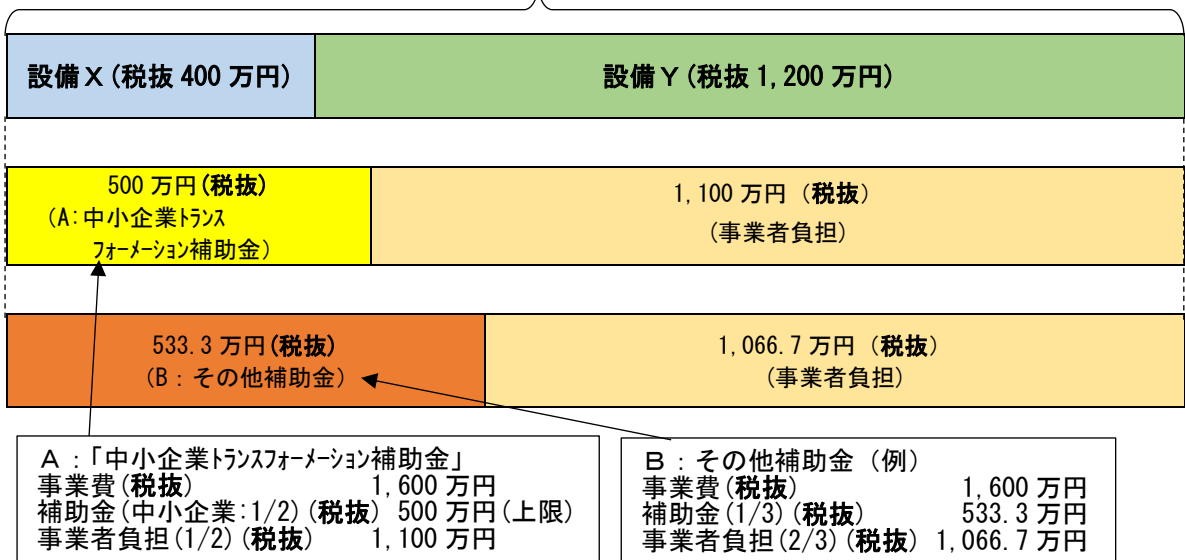 設備X(税抜 400 万円)
設備Y(税抜 1,200 万円)
500 万円(税抜)
(A:中小企業ﾄﾗﾝｽ
ﾌｫｰﾒｰｼｮﾝ補助金)
1,100 万円 (税抜)
(事業者負担)
533.3 万円(税抜)
(B:その他補助金)
1,066.7 万円 (税抜)
(事業者負担)
A:「中小企業ﾄﾗﾝｽﾌｫｰﾒｰｼｮﾝ補助金」
事業費(税抜) 1,600 万円
補助金(中小企業:1/2)(税抜) 500 万円(上限)
事業者負担(1/2)(税抜) 1,100 万円
B:その他補助金 (例)
事業費(税抜) 1,600 万円
補助金(1/3)(税抜) 533.3 万円
事業者負担(2/3)(税抜) 1,066.7 万円